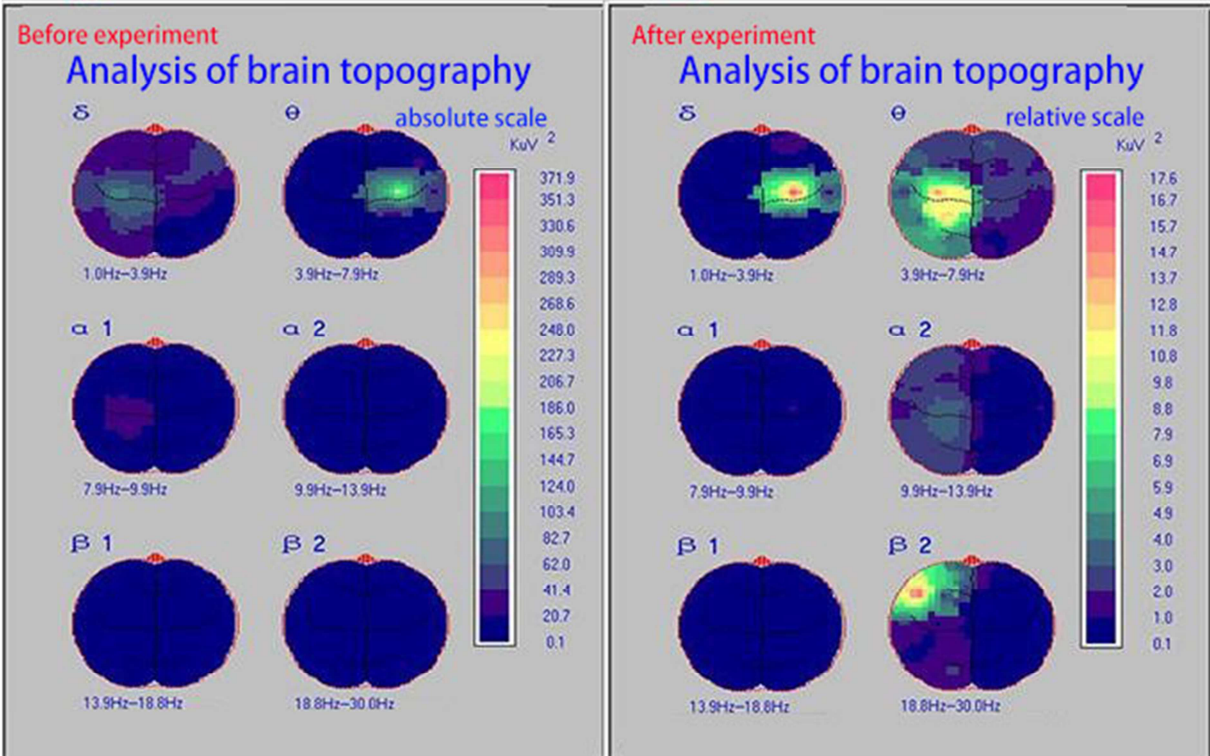 Before experiment
Analysis of brain topography
δ
θ
absolute scale
KuV 2
1.0Hz–3.9Hz
3.9Hz–7.9Hz
α 1
α 2
7.9Hz–9.9Hz
9.9Hz–13.9Hz
β 1
β 2
13.9Hz–18.8Hz
18.8Hz–30.0Hz
371.9
351.3
330.6
309.9
289.3
268.6
248.0
227.3
206.7
186.0
165.3
144.7
124.0
103.4
82.7
62.0
41.4
20.7
0.1
After experiment
Analysis of brain topography
δ
θ
relative scale
KuV 2
1.0Hz–3.9Hz
3.9Hz–7.9Hz
α 1
α 2
7.9Hz–9.9Hz
9.9Hz–13.9Hz
β 1
β 2
13.9Hz–18.8Hz
18.8Hz–30.0Hz
17.6
16.7
15.7
14.7
13.7
12.8
11.8
10.8
9.8
8.8
7.9
6.9
5.9
4.9
4.0
3.0
2.0
1.0
0.1